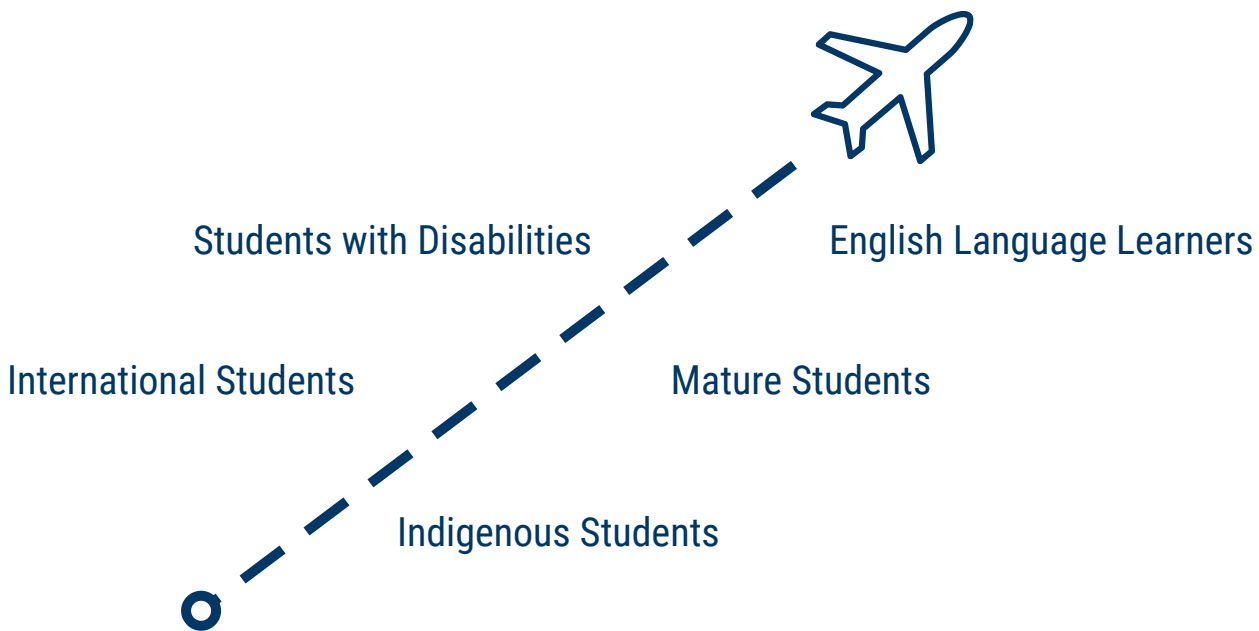 Students with Disabilities
English Language Learners
International Students
Mature Students
Indigenous Students